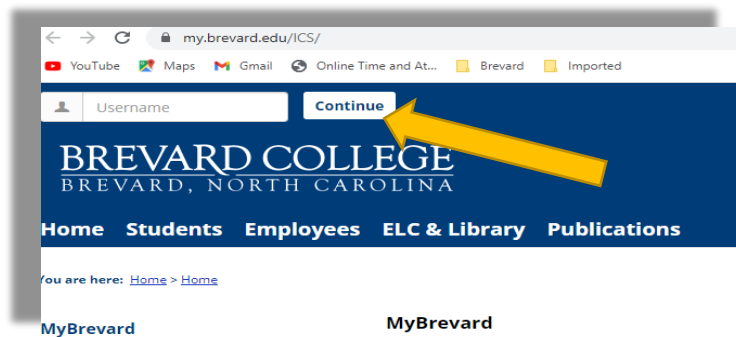 my.brevard.edu/ICS/
YouTube Maps Gmail Online Time and At... Brevard Imported
Username Continue
BREVARD COLLEGE
BREVARD, NORTH CAROLINA
Home Students Employees ELC & Library Publications
You are here: Home > Home
MyBrevard MyBrevard